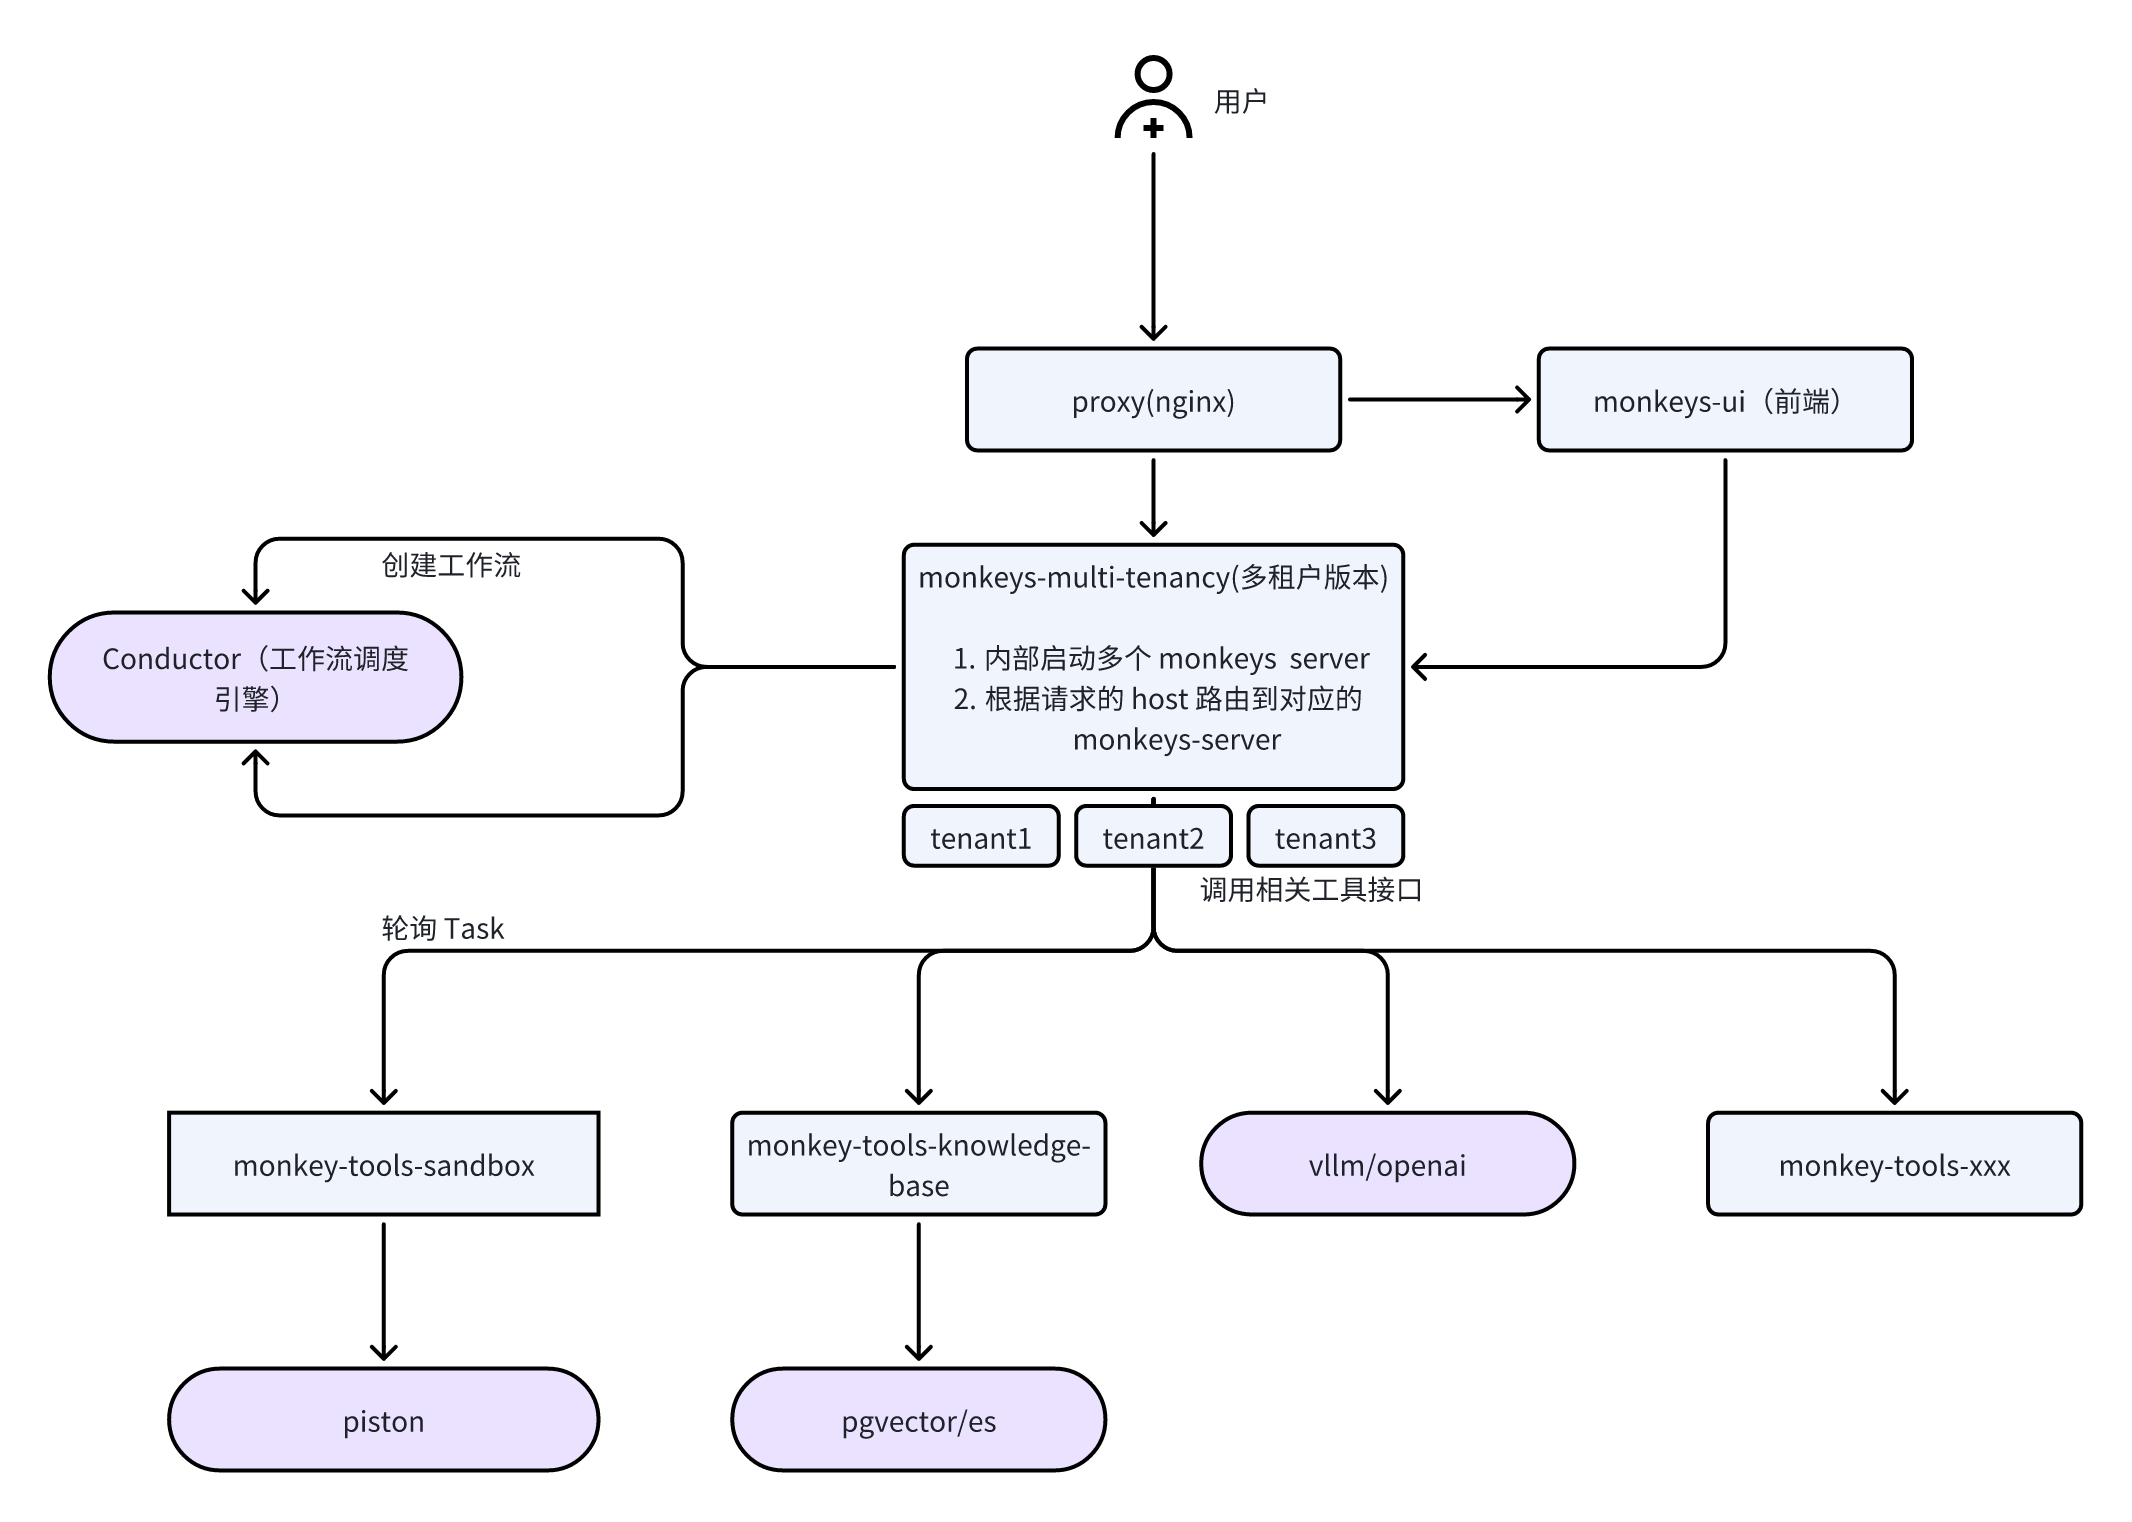 用户
proxy(nginx)
monkeys-ui（前端）
创建工作流
Conductor（工作流调度
引擎）
monkeys-multi-tenancy(多租户版本)
1. 内部启动多个 monkeys  server
2. 根据请求的 host 路由到对应的
monkeys-server
tenant1
tenant2
tenant3
调用相关工具接口
轮询 Task
monkey-tools-sandbox
monkey-tools-knowledge-
base
vllm/openai
monkey-tools-xxx
piston
pgvector/es